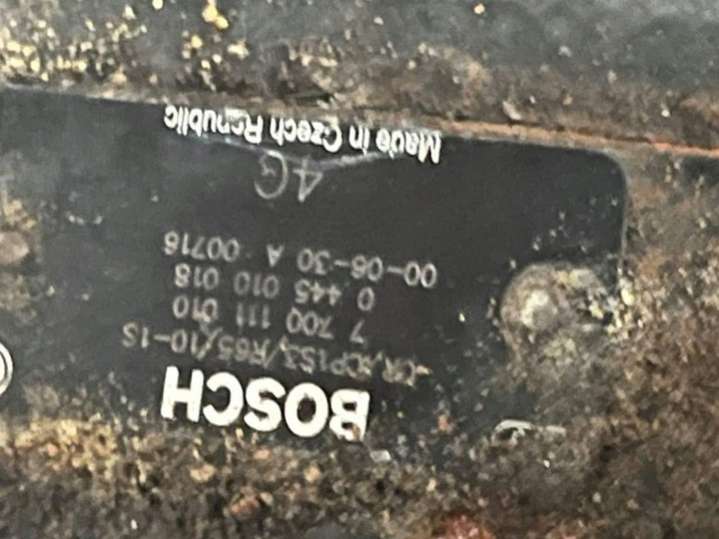 BOSCH
-CR/CP1S3/R65/10-1S
7 700 111 010
0 445 010 018
00-06-30 A 00716
4G
Made in Czech Republic